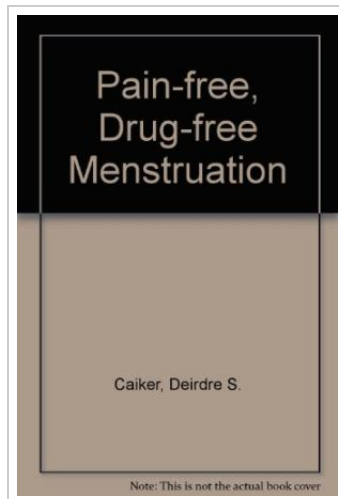 Pain-free,
Drug-free
Menstruation
Caiker, Deirdre S.
Note: This is not the actual book cover